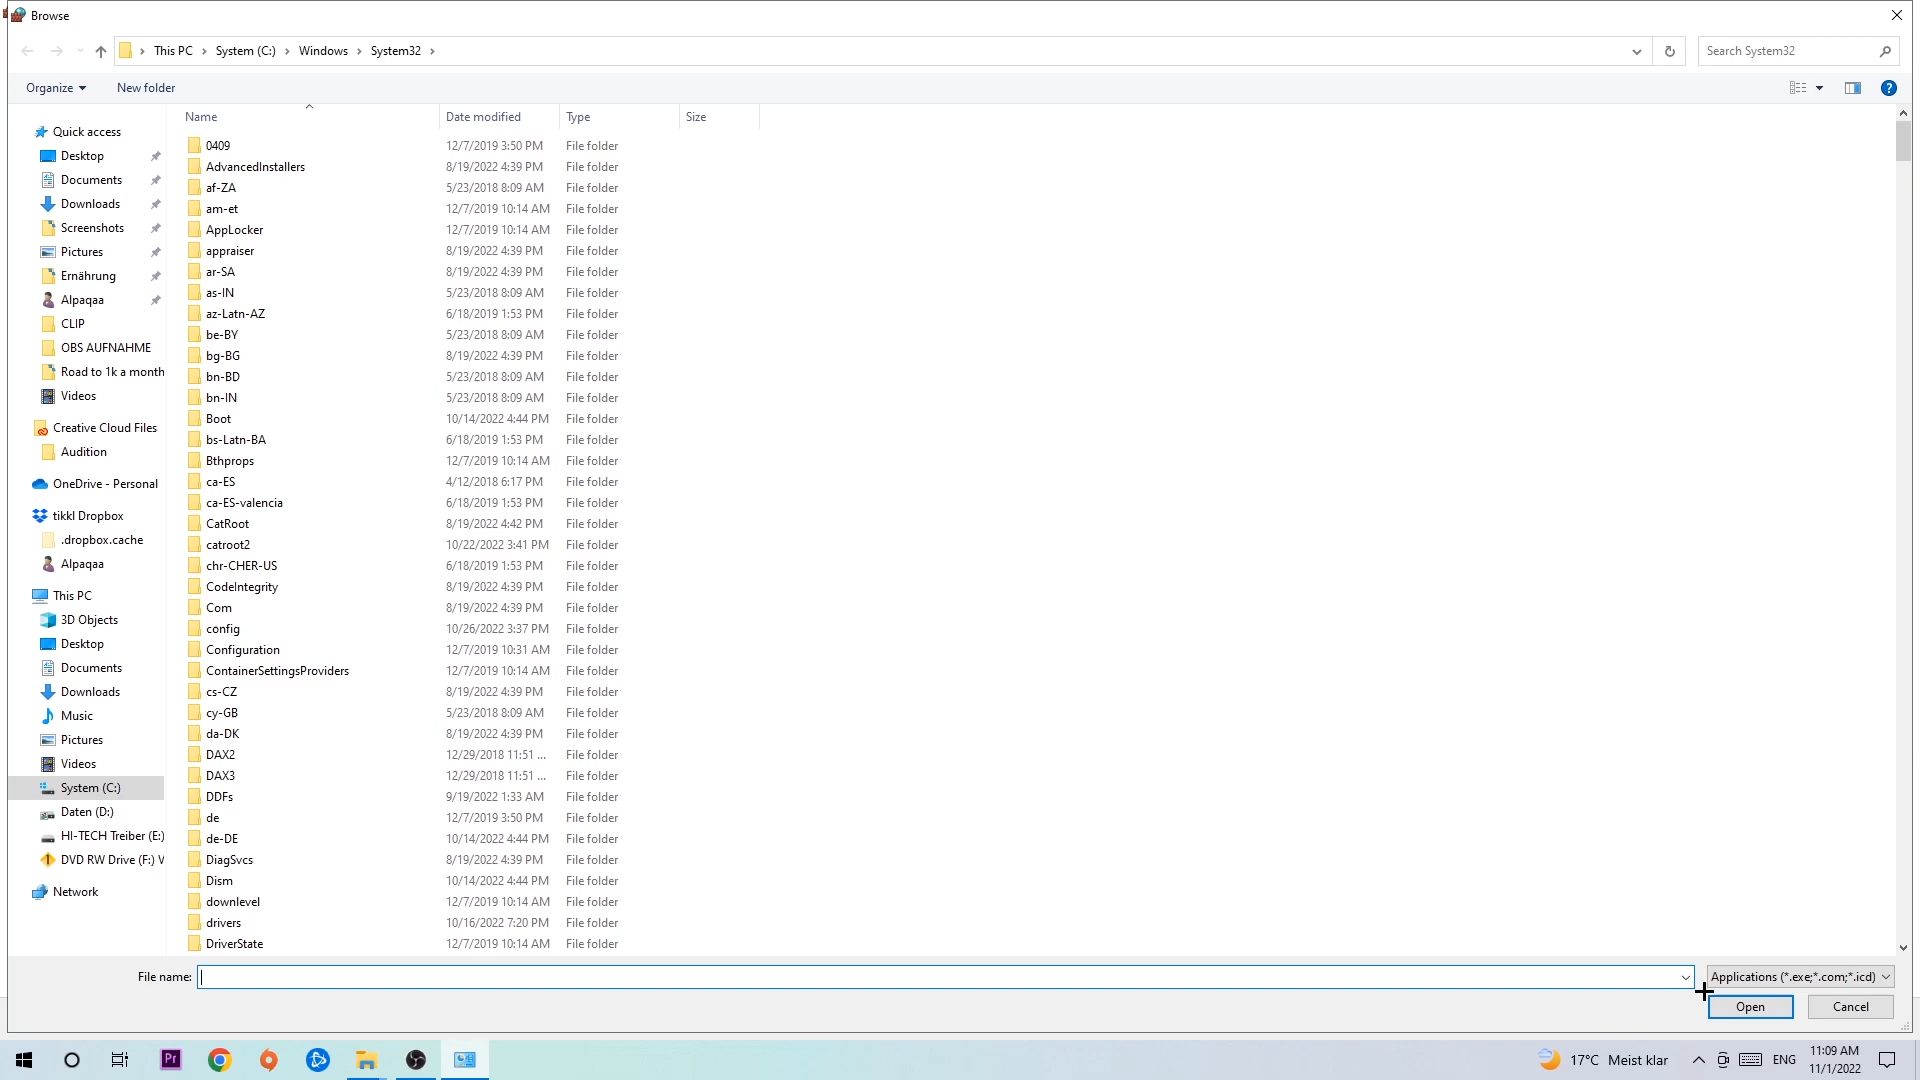 Browse
This PC
System (C:)
Windows
System32
Search System32
Organize
New folder
Name
Date modified
Type
Size
Quick access
Desktop
Documents
Downloads
Screenshots
Pictures
Ernährung
Alpaqaa
CLIP
OBS AUFNAHME
Road to 1k a month
Videos
Creative Cloud Files
Audition
OneDrive - Personal
tikkl Dropbox
.dropbox.cache
Alpaqaa
This PC
3D Objects
Desktop
Documents
Downloads
Music
Pictures
Videos
System (C:)
Daten (D:)
HI-TECH Treiber (E:)
DVD RW Drive (F:) V
Network
0409 12/7/2019 3:50 PM File folder
AdvancedInstallers 8/19/2022 4:39 PM File folder
af-ZA 5/23/2018 8:09 AM File folder
am-et 12/7/2019 10:14 AM File folder
AppLocker 12/7/2019 10:14 AM File folder
appraiser 8/19/2022 4:39 PM File folder
ar-SA 8/19/2022 4:39 PM File folder
as-IN 5/23/2018 8:09 AM File folder
az-Latn-AZ 6/18/2019 1:53 PM File folder
be-BY 5/23/2018 8:09 AM File folder
bg-BG 8/19/2022 4:39 PM File folder
bn-BD 5/23/2018 8:09 AM File folder
bn-IN 5/23/2018 8:09 AM File folder
Boot 10/14/2022 4:44 PM File folder
bs-Latn-BA 6/18/2019 1:53 PM File folder
Bthprops 12/7/2019 10:14 AM File folder
ca-ES 4/12/2018 6:17 PM File folder
ca-ES-valencia 6/18/2019 1:53 PM File folder
CatRoot 8/19/2022 4:42 PM File folder
catroot2 10/22/2022 3:41 PM File folder
chr-CHER-US 6/18/2019 1:53 PM File folder
CodeIntegrity 8/19/2022 4:39 PM File folder
Com 8/19/2022 4:39 PM File folder
config 10/26/2022 3:37 PM File folder
Configuration 12/7/2019 10:31 AM File folder
ContainerSettingsProviders 12/7/2019 10:14 AM File folder
cs-CZ 8/19/2022 4:39 PM File folder
cy-GB 5/23/2018 8:09 AM File folder
da-DK 8/19/2022 4:39 PM File folder
DAX2 12/29/2018 11:51 ... File folder
DAX3 12/29/2018 11:51 ... File folder
DDFs 9/19/2022 1:33 AM File folder
de 12/7/2019 3:50 PM File folder
de-DE 10/14/2022 4:44 PM File folder
DiagSvcs 8/19/2022 4:39 PM File folder
Dism 10/14/2022 4:44 PM File folder
downlevel 12/7/2019 10:14 AM File folder
drivers 10/16/2022 7:20 PM File folder
DriverState 12/7/2019 10:14 AM File folder
File name:
Applications (*.exe;*.com;*.icd)
Open
Cancel
Pr
17°C Meist klar
ENG
11:09 AM
11/1/2022